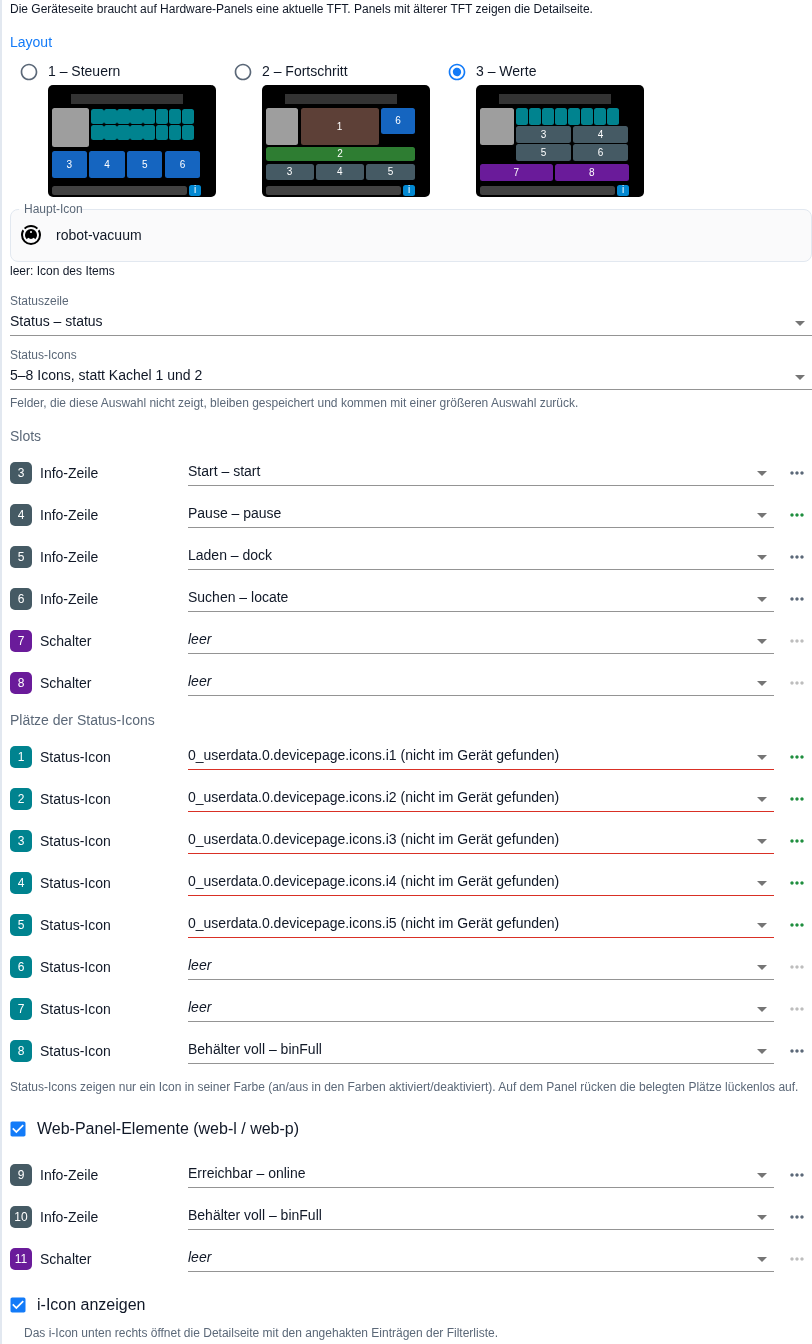 Die Geräteseite braucht auf Hardware-Panels eine aktuelle TFT. Panels mit älterer TFT zeigen die Detailseite.
Layout
1 – Steuern
2 – Fortschritt
3 – Werte
3 4 5 6
i
1
6
2
3 4 5
i
3 4
5 6
7 8
i
Haupt-Icon
robot-vacuum
leer: Icon des Items
Statuszeile
Status – status
Status-Icons
5–8 Icons, statt Kachel 1 und 2
Felder, die diese Auswahl nicht zeigt, bleiben gespeichert und kommen mit einer größeren Auswahl zurück.
Slots
3 Info-Zeile Start – start
4 Info-Zeile Pause – pause
5 Info-Zeile Laden – dock
6 Info-Zeile Suchen – locate
7 Schalter leer
8 Schalter leer
Plätze der Status-Icons
1 Status-Icon 0_userdata.0.devicepage.icons.i1 (nicht im Gerät gefunden)
2 Status-Icon 0_userdata.0.devicepage.icons.i2 (nicht im Gerät gefunden)
3 Status-Icon 0_userdata.0.devicepage.icons.i3 (nicht im Gerät gefunden)
4 Status-Icon 0_userdata.0.devicepage.icons.i4 (nicht im Gerät gefunden)
5 Status-Icon 0_userdata.0.devicepage.icons.i5 (nicht im Gerät gefunden)
6 Status-Icon leer
7 Status-Icon leer
8 Status-Icon Behälter voll – binFull
Status-Icons zeigen nur ein Icon in seiner Farbe (an/aus in den Farben aktiviert/deaktiviert). Auf dem Panel rücken die belegten Plätze lückenlos auf.
Web-Panel-Elemente (web-l / web-p)
9 Info-Zeile Erreichbar – online
10 Info-Zeile Behälter voll – binFull
11 Schalter leer
i-Icon anzeigen
Das i-Icon unten rechts öffnet die Detailseite mit den angehakten Einträgen der Filterliste.